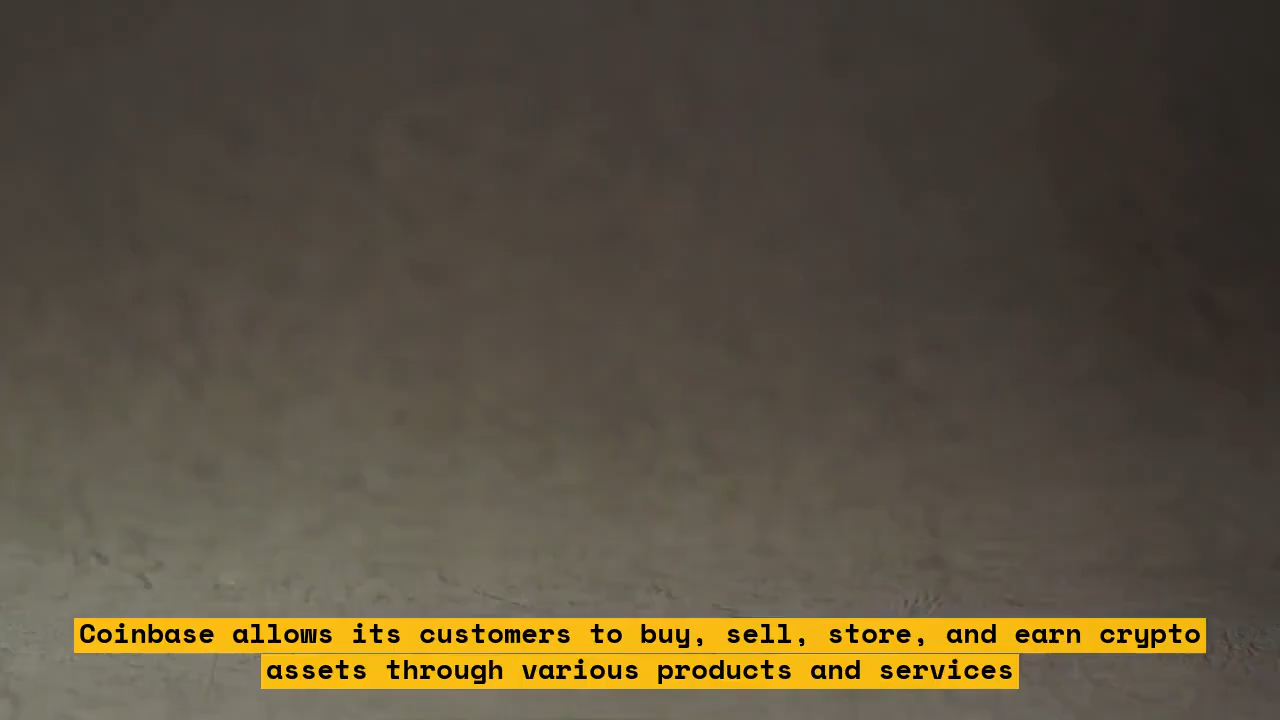 Coinbase allows its customers to buy, sell, store, and earn crypto
assets through various products and services